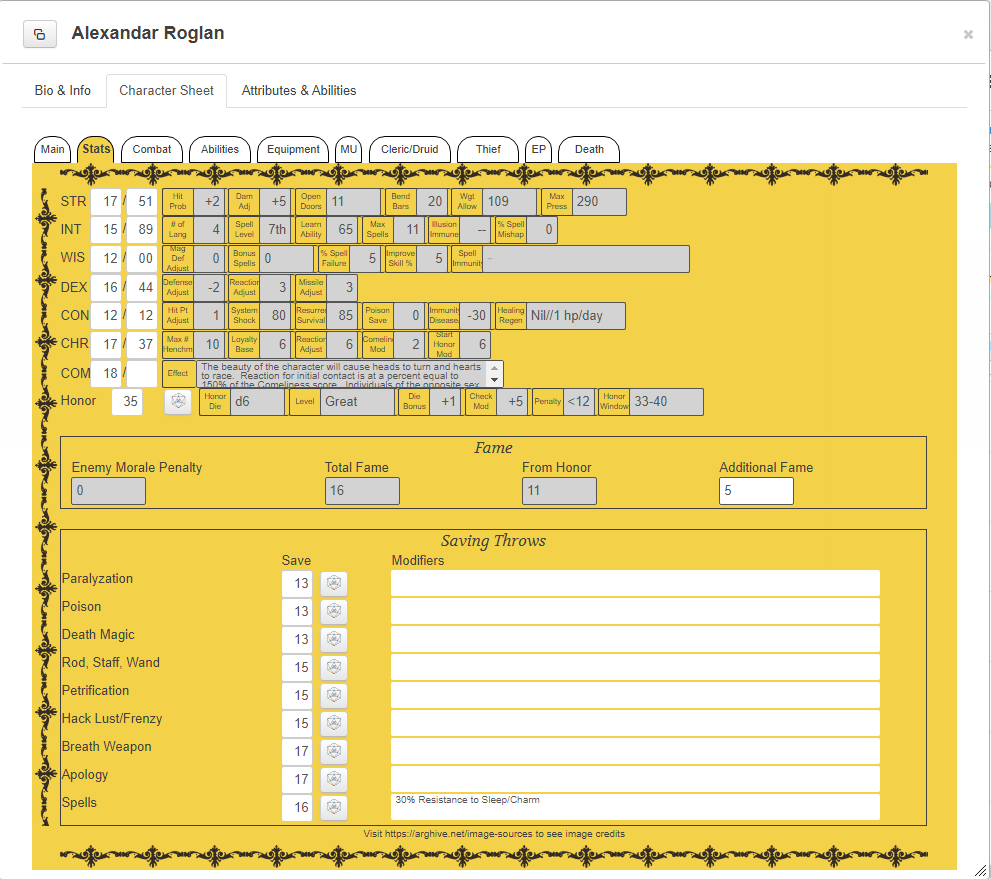 Alexandar Roglan ×
Bio & Info Character Sheet Attributes & Abilities
Main Stats Combat Abilities Equipment MU Cleric/Druid Thief EP Death
STR 17 / 51 Hit Prob +2 Dam Adj +5 Open Doors 11 Bend Bars 20 Wgt Allow 109 Max Press 290
INT 15 / 89 # of Lang 4 Spell Level 7th Learn Ability 65 Max Spells 11 Illusion Immune -- % Spell Mishap 0
WIS 12 / 00 Mag Def Adjust 0 Bonus Spells 0 % Spell Failure 5 Improve Skill % 5 Spell Immunity --
DEX 16 / 44 Defense Adjust -2 Reaction Adjust 3 Missile Adjust 3
CON 12 / 12 Hit Pt Adjust 1 System Shock 80 Resurre Survival 85 Poison Save 0 Immunity Disease -30 Healing Regen Nil//1 hp/day
CHR 17 / 37 Max # Henchm 10 Loyalty Base 6 Reaction Adjust 6 Comelin Mod 2 Start Honor Mod 6
COM 18 / Effect The beauty of the character will cause heads to turn and hearts
to race. Reaction for initial contact is at a percent equal to
150% of the Comeliness score. Individuals of the opposite sex
Honor 35 Honor Die d6 Level Great Die Bonus +1 Check Mod +5 Penalty <12 Honor Window 33-40
Fame
Enemy Morale Penalty Total Fame From Honor Additional Fame
0 16 11 5
Saving Throws
Save Modifiers
Paralyzation 13
Poison 13
Death Magic 13
Rod, Staff, Wand 15
Petrification 15
Hack Lust/Frenzy 15
Breath Weapon 17
Apology 17
Spells 16 30% Resistance to Sleep/Charm
Visit https://arghive.net/image-sources to see image credits